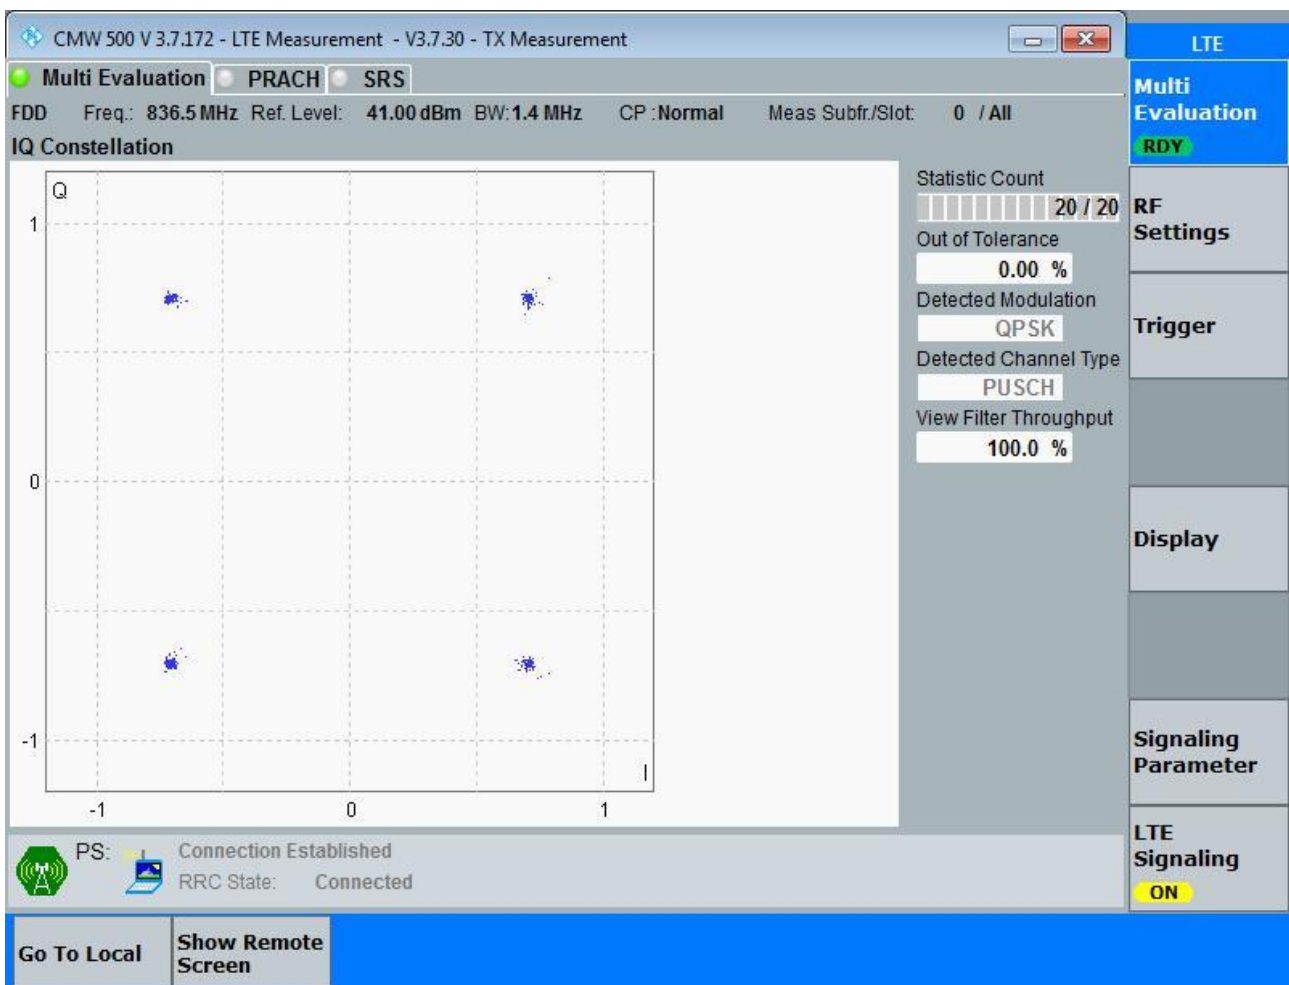 CMW 500 V 3.7.172 - LTE Measurement - V3.7.30 - TX Measurement
LTE
Multi Evaluation PRACH SRS
FDD Freq.: 836.5 MHz Ref. Level: 41.00 dBm BW: 1.4 MHz CP : Normal Meas Subfr./Slot: 0 / All
IQ Constellation
Q
1
0
-1
I
-1 0 1
Statistic Count
20 / 20
Out of Tolerance
0.00 %
Detected Modulation
QPSK
Detected Channel Type
PUSCH
View Filter Throughput
100.0 %
Multi
Evaluation
RDY
RF
Settings
Trigger
Display
Signaling
Parameter
LTE
Signaling
ON
PS: Connection Established
RRC State: Connected
Go To Local
Show Remote
Screen